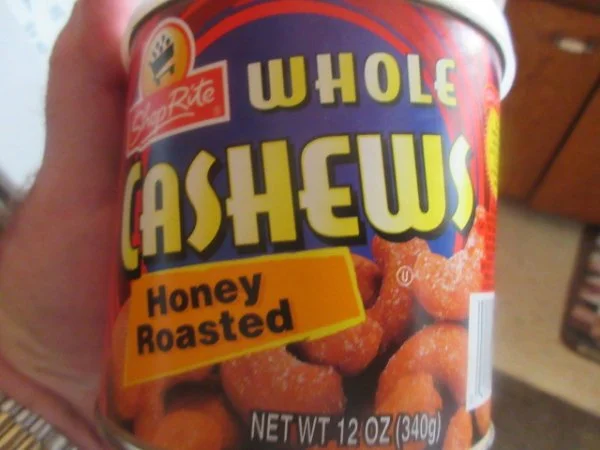 ShopRite
WHOLE
CASHEWS
Honey
Roasted
U
NET WT 12 OZ (340g)